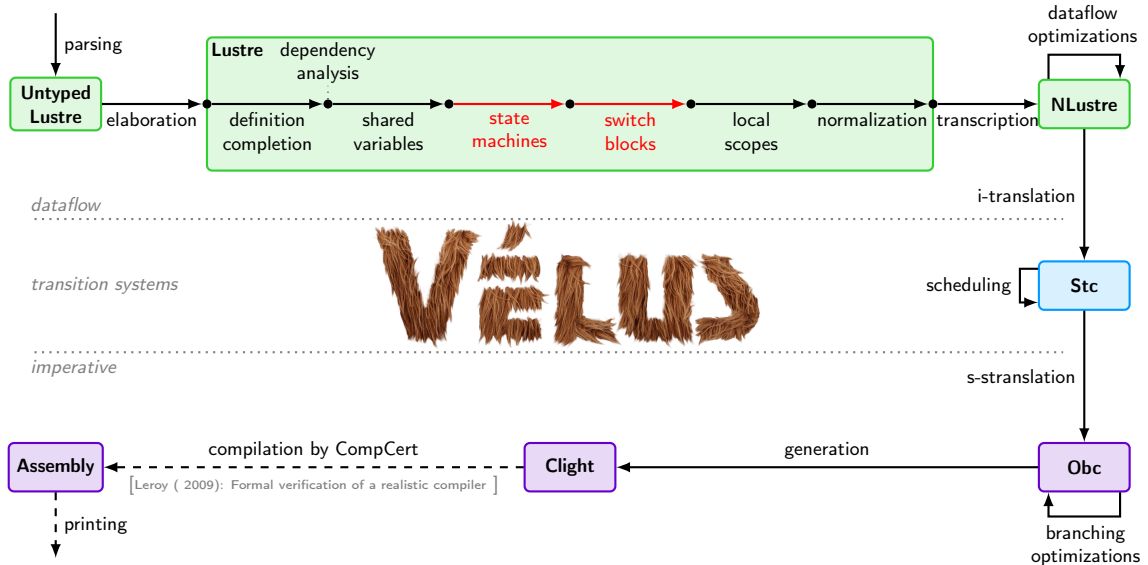 parsing
Untyped
Lustre
elaboration
Lustre
dependency
analysis
definition
completion
shared
variables
state
machines
switch
blocks
local
scopes
normalization
transcription
dataflow
optimizations
NLustre
i-translation
dataflow
VÉLUS
transition systems
scheduling
Stc
imperative
s-stranslation
Assembly
compilation by CompCert
[Leroy ( 2009): Formal verification of a realistic compiler ]
Clight
generation
Obc
printing
branching
optimizations